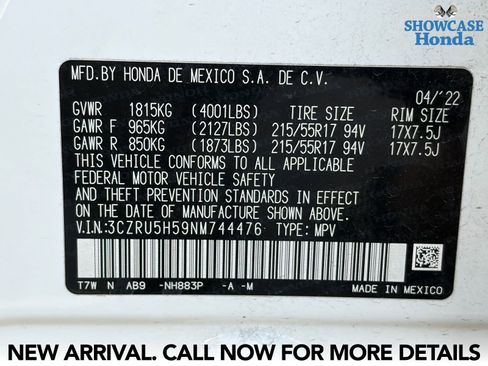 SHOWCASE
Honda
MFD. BY HONDA DE MEXICO S.A. DE C.V.
04/'22
GVWR 1815KG (4001LBS) TIRE SIZE RIM SIZE
GAWR F 965KG (2127LBS) 215/55R17 94V 17X7.5J
GAWR R 850KG (1873LBS) 215/55R17 94V 17X7.5J
THIS VEHICLE CONFORMS TO ALL APPLICABLE
FEDERAL MOTOR VEHICLE SAFETY
AND THEFT PREVENTION STANDARDS IN EFFECT
ON THE DATE OF MANUFACTURE SHOWN ABOVE.
V.I.N.:3CZRU5H59NM744476 TYPE: MPV
T7W N AB9 -NH883P -A -M MADE IN MEXICO
NEW ARRIVAL. CALL NOW FOR MORE DETAILS